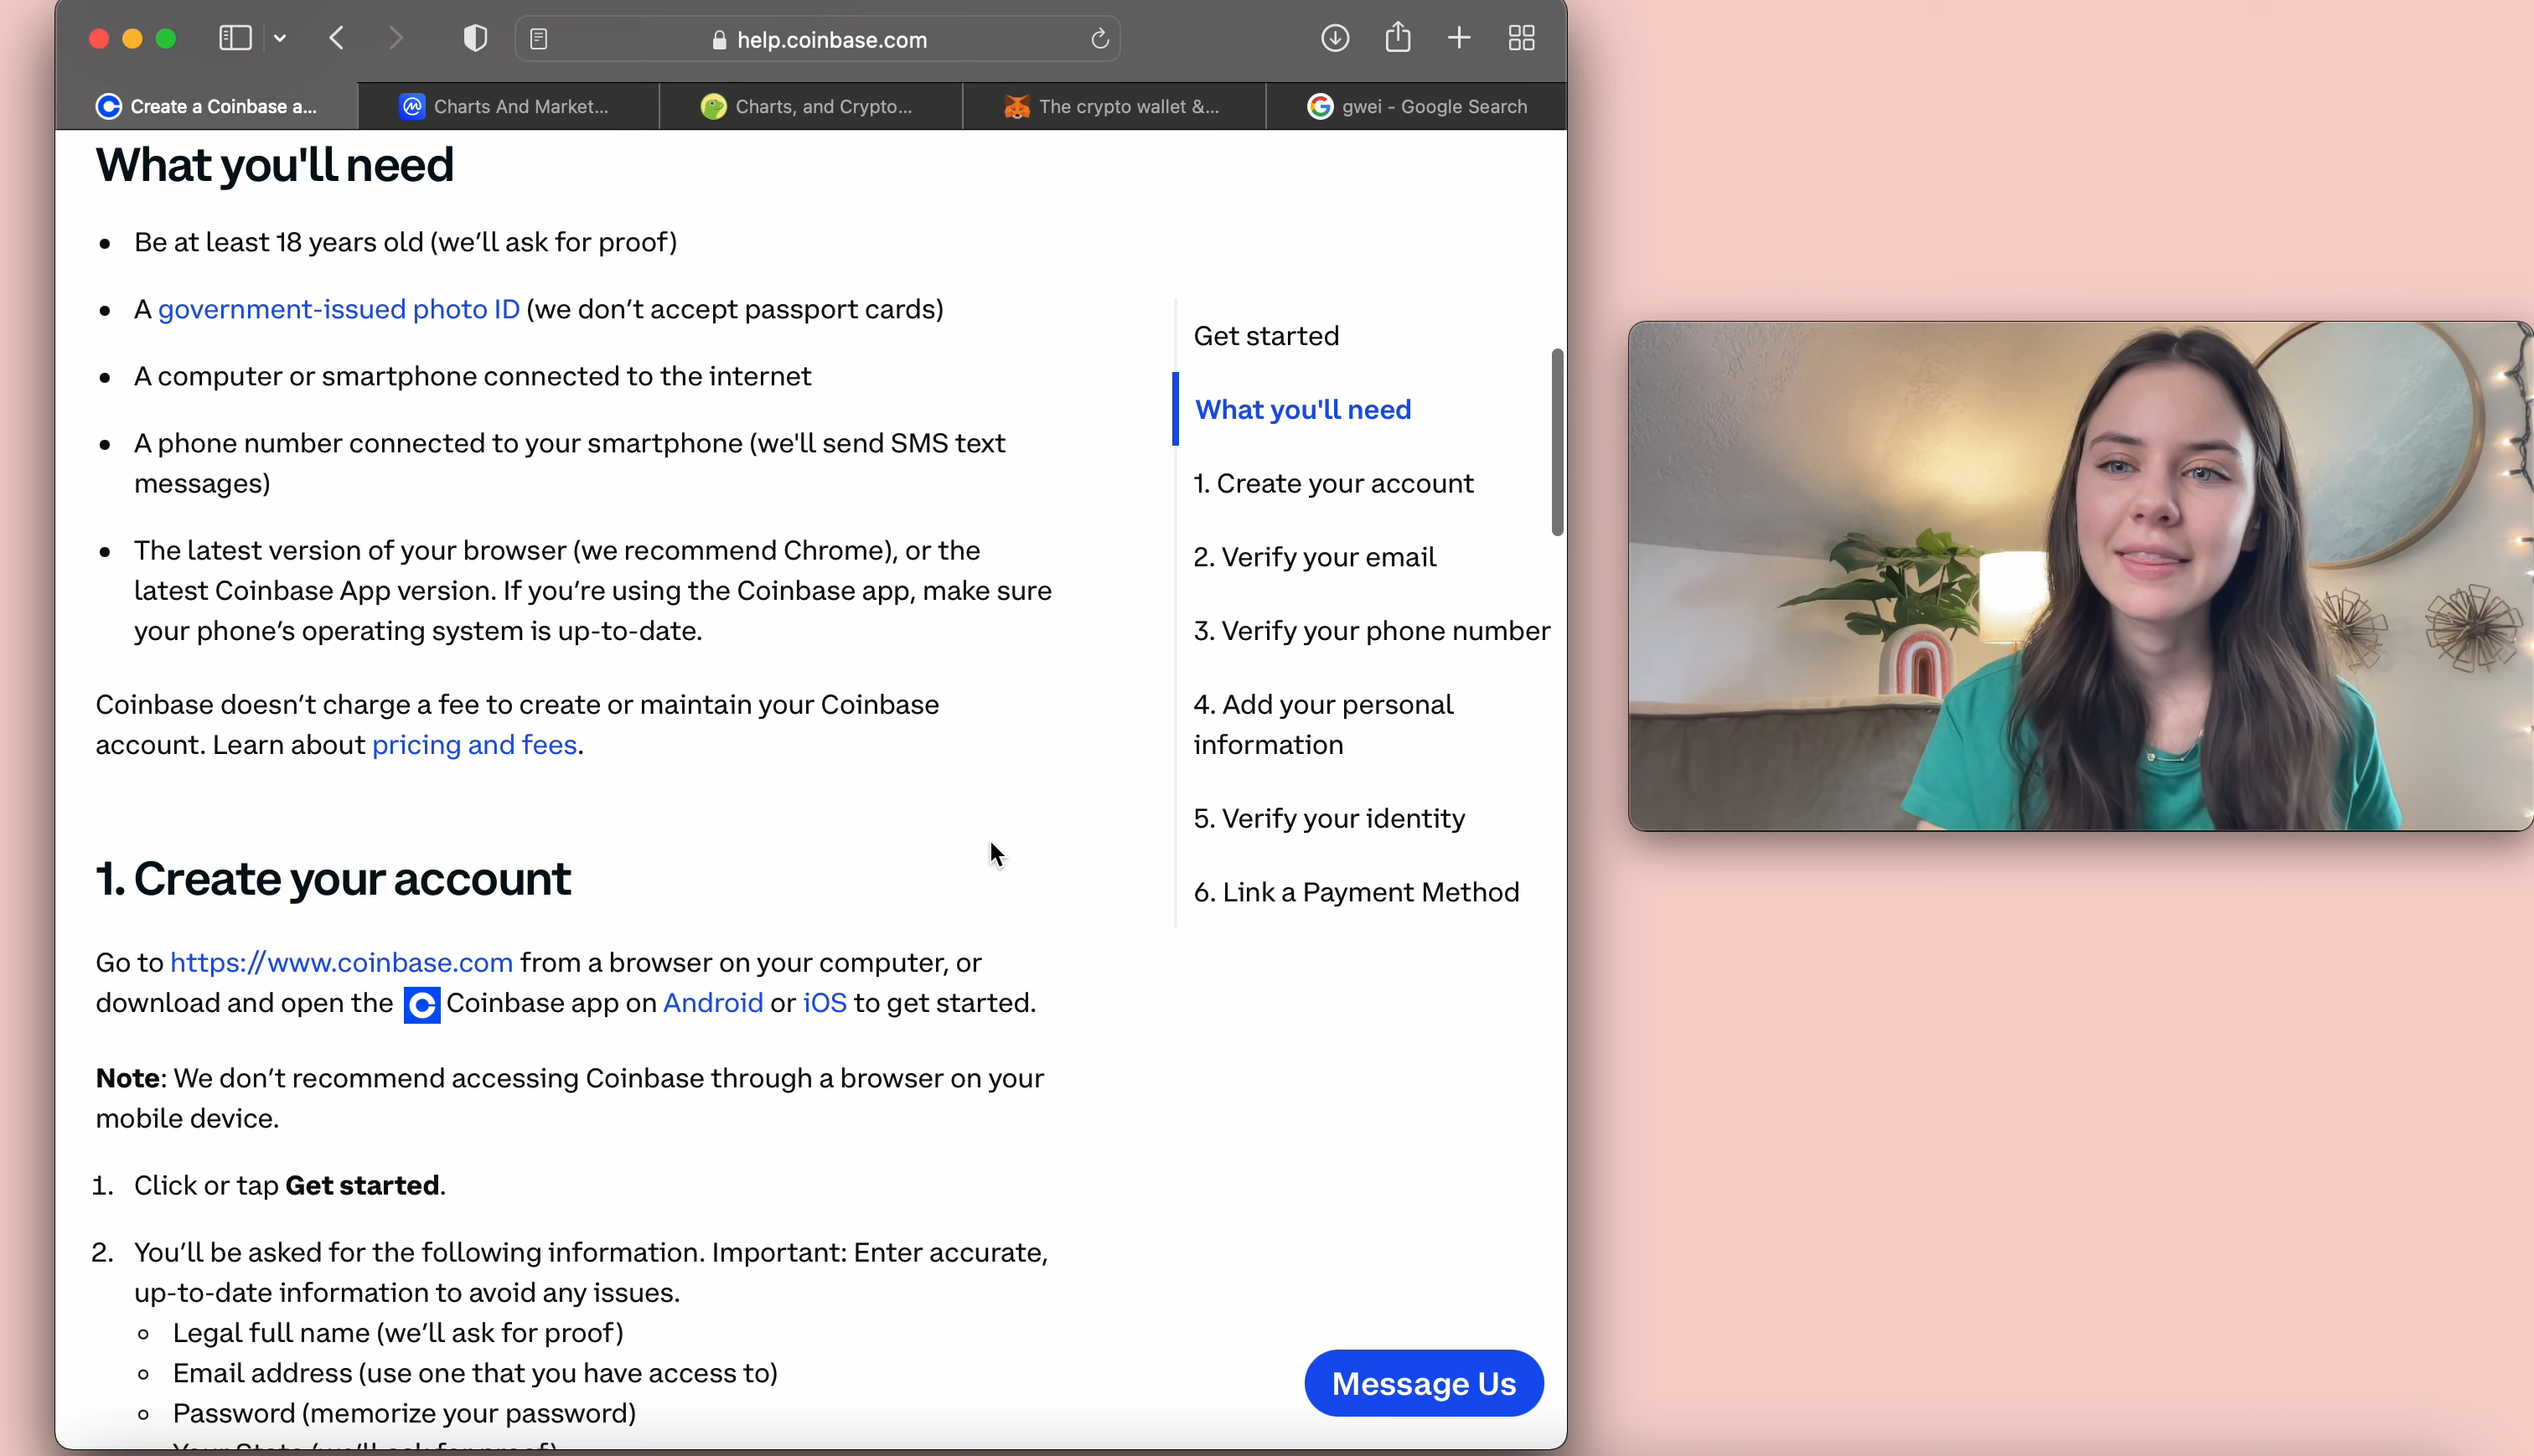 help.coinbase.com
Create a Coinbase a...
Charts And Market...
Charts, and Crypto...
The crypto wallet &...
gwei - Google Search
What you'll need
• Be at least 18 years old (we’ll ask for proof)
• A government-issued photo ID (we don’t accept passport cards)
• A computer or smartphone connected to the internet
• A phone number connected to your smartphone (we'll send SMS text
messages)
• The latest version of your browser (we recommend Chrome), or the
latest Coinbase App version. If you’re using the Coinbase app, make sure
your phone’s operating system is up-to-date.
Coinbase doesn’t charge a fee to create or maintain your Coinbase
account. Learn about pricing and fees.
1. Create your account
Go to https://www.coinbase.com from a browser on your computer, or
download and open the Coinbase app on Android or iOS to get started.
Note: We don’t recommend accessing Coinbase through a browser on your
mobile device.
1. Click or tap Get started.
2. You’ll be asked for the following information. Important: Enter accurate,
up-to-date information to avoid any issues.
Legal full name (we’ll ask for proof)
Email address (use one that you have access to)
Password (memorize your password)
Your State (we’ll ask for proof)
Get started
What you'll need
1. Create your account
2. Verify your email
3. Verify your phone number
4. Add your personal
information
5. Verify your identity
6. Link a Payment Method
Message Us